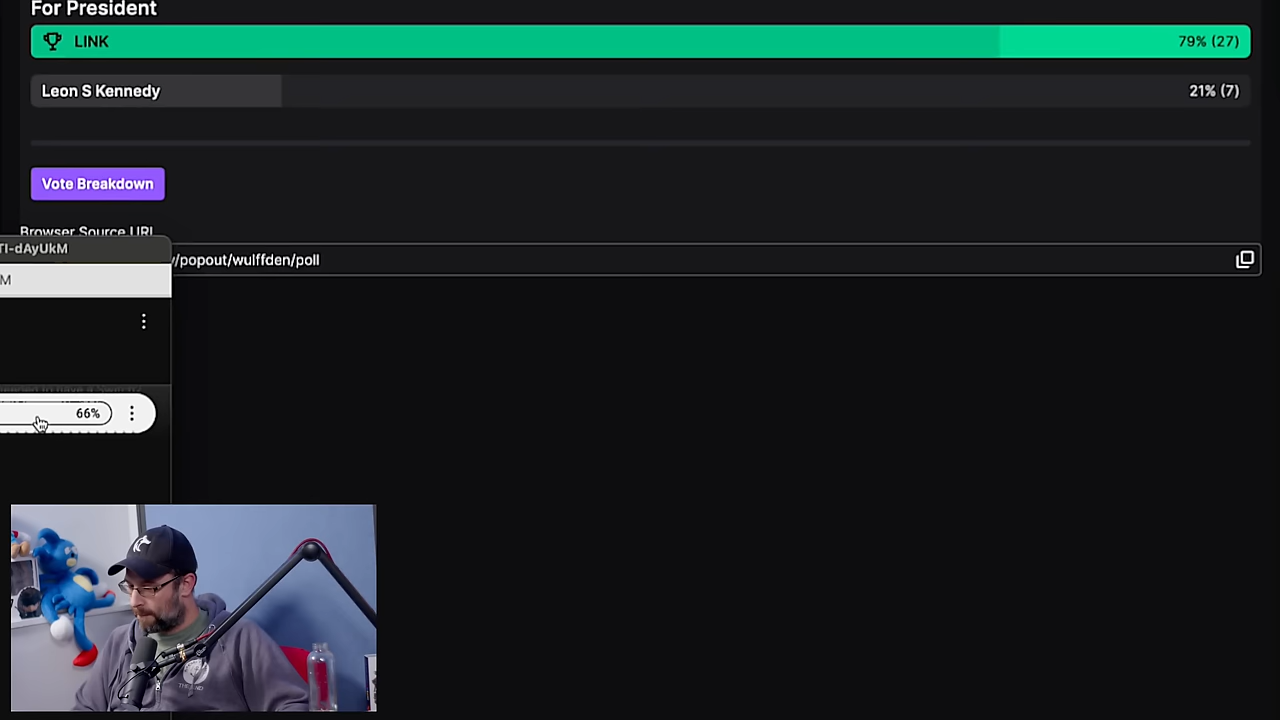 For President
LINK
79% (27)
Leon S Kennedy
21% (7)
Vote Breakdown
Browser Source URL
TI-dAyUkM
/popout/wulffden/poll
M
66%